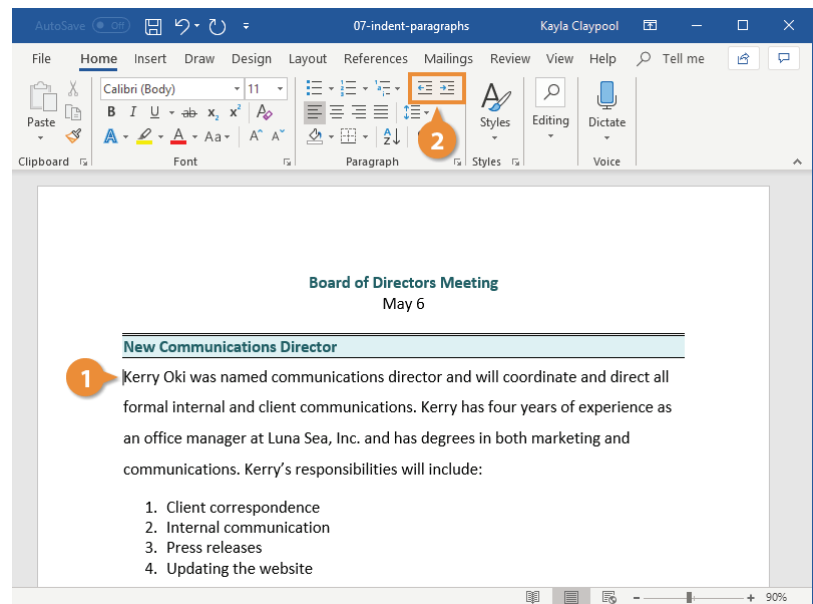 AutoSave Off 07-indent-paragraphs Kayla Claypool
File Home Insert Draw Design Layout References Mailings Review View Help Tell me
Calibri (Body) 11
Paste B I U ab x₂ x² A Styles Editing Dictate
A A Aa A^ A˅ A Z 2
Clipboard Font Paragraph Styles Voice
Board of Directors Meeting
May 6
New Communications Director
1 Kerry Oki was named communications director and will coordinate and direct all
formal internal and client communications. Kerry has four years of experience as
an office manager at Luna Sea, Inc. and has degrees in both marketing and
communications. Kerry’s responsibilities will include:
1. Client correspondence
2. Internal communication
3. Press releases
4. Updating the website
- + 90%